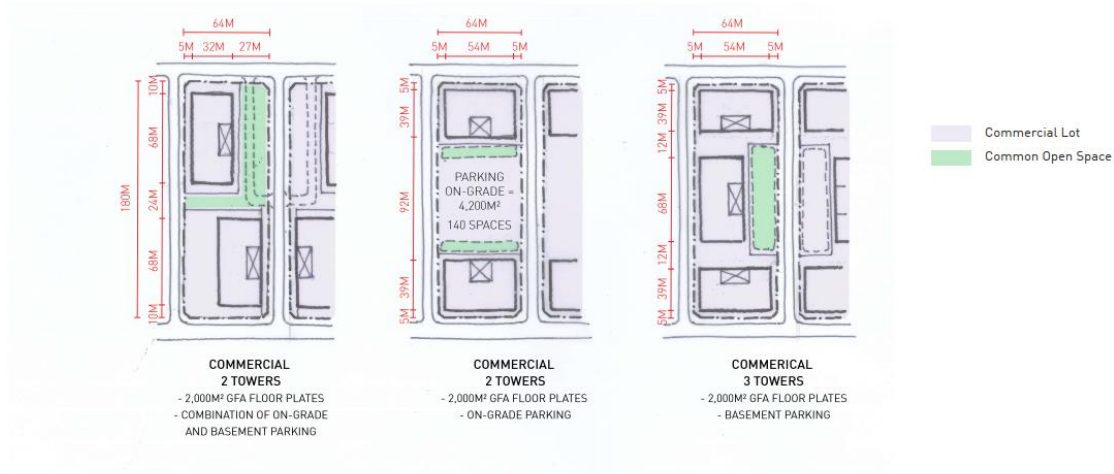 64M
5M 32M 27M
180M
10M
68M
24M
68M
10M
COMMERCIAL
2 TOWERS
- 2,000M² GFA FLOOR PLATES
- COMBINATION OF ON-GRADE
AND BASEMENT PARKING
64M
5M 54M 5M
5M
39M
92M
39M
5M
PARKING
ON-GRADE =
4,200M²
140 SPACES
COMMERCIAL
2 TOWERS
- 2,000M² GFA FLOOR PLATES
- ON-GRADE PARKING
64M
5M 54M 5M
5M
39M
12M
68M
12M
39M
5M
COMMERICAL
3 TOWERS
- 2,000M² GFA FLOOR PLATES
- BASEMENT PARKING
Commercial Lot
Common Open Space